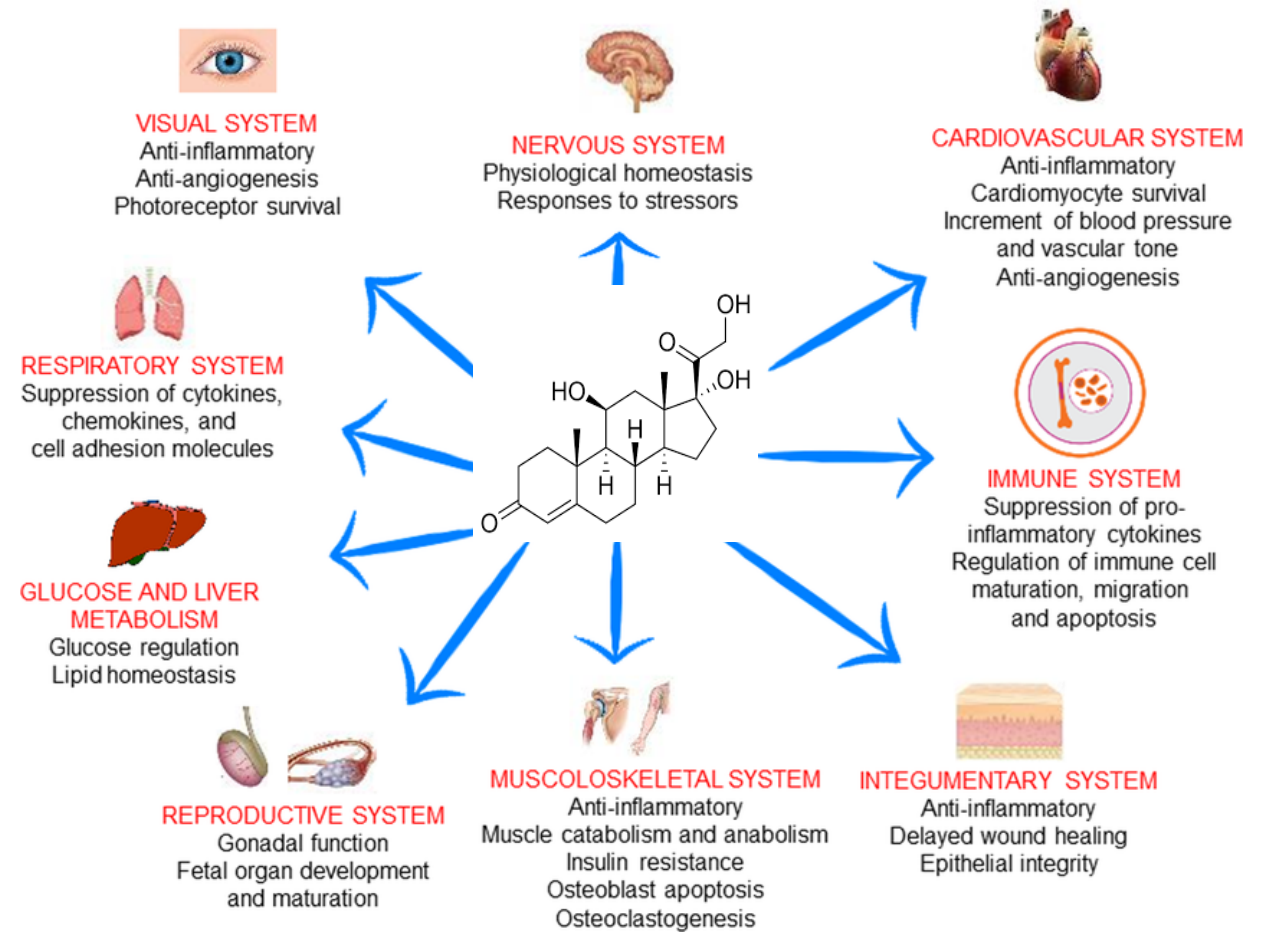 VISUAL SYSTEM
Anti-inflammatory
Anti-angiogenesis
Photoreceptor survival
NERVOUS SYSTEM
Physiological homeostasis
Responses to stressors
CARDIOVASCULAR SYSTEM
Anti-inflammatory
Cardiomyocyte survival
Increment of blood pressure
and vascular tone
Anti-angiogenesis
RESPIRATORY SYSTEM
Suppression of cytokines,
chemokines, and
cell adhesion molecules
OH
O
OH
HO
H
H
H
O
IMMUNE SYSTEM
Suppression of pro-
inflammatory cytokines
Regulation of immune cell
maturation, migration
and apoptosis
GLUCOSE AND LIVER
METABOLISM
Glucose regulation
Lipid homeostasis
REPRODUCTIVE SYSTEM
Gonadal function
Fetal organ development
and maturation
MUSCOLOSKELETAL SYSTEM
Anti-inflammatory
Muscle catabolism and anabolism
Insulin resistance
Osteoblast apoptosis
Osteoclastogenesis
INTEGUMENTARY SYSTEM
Anti-inflammatory
Delayed wound healing
Epithelial integrity